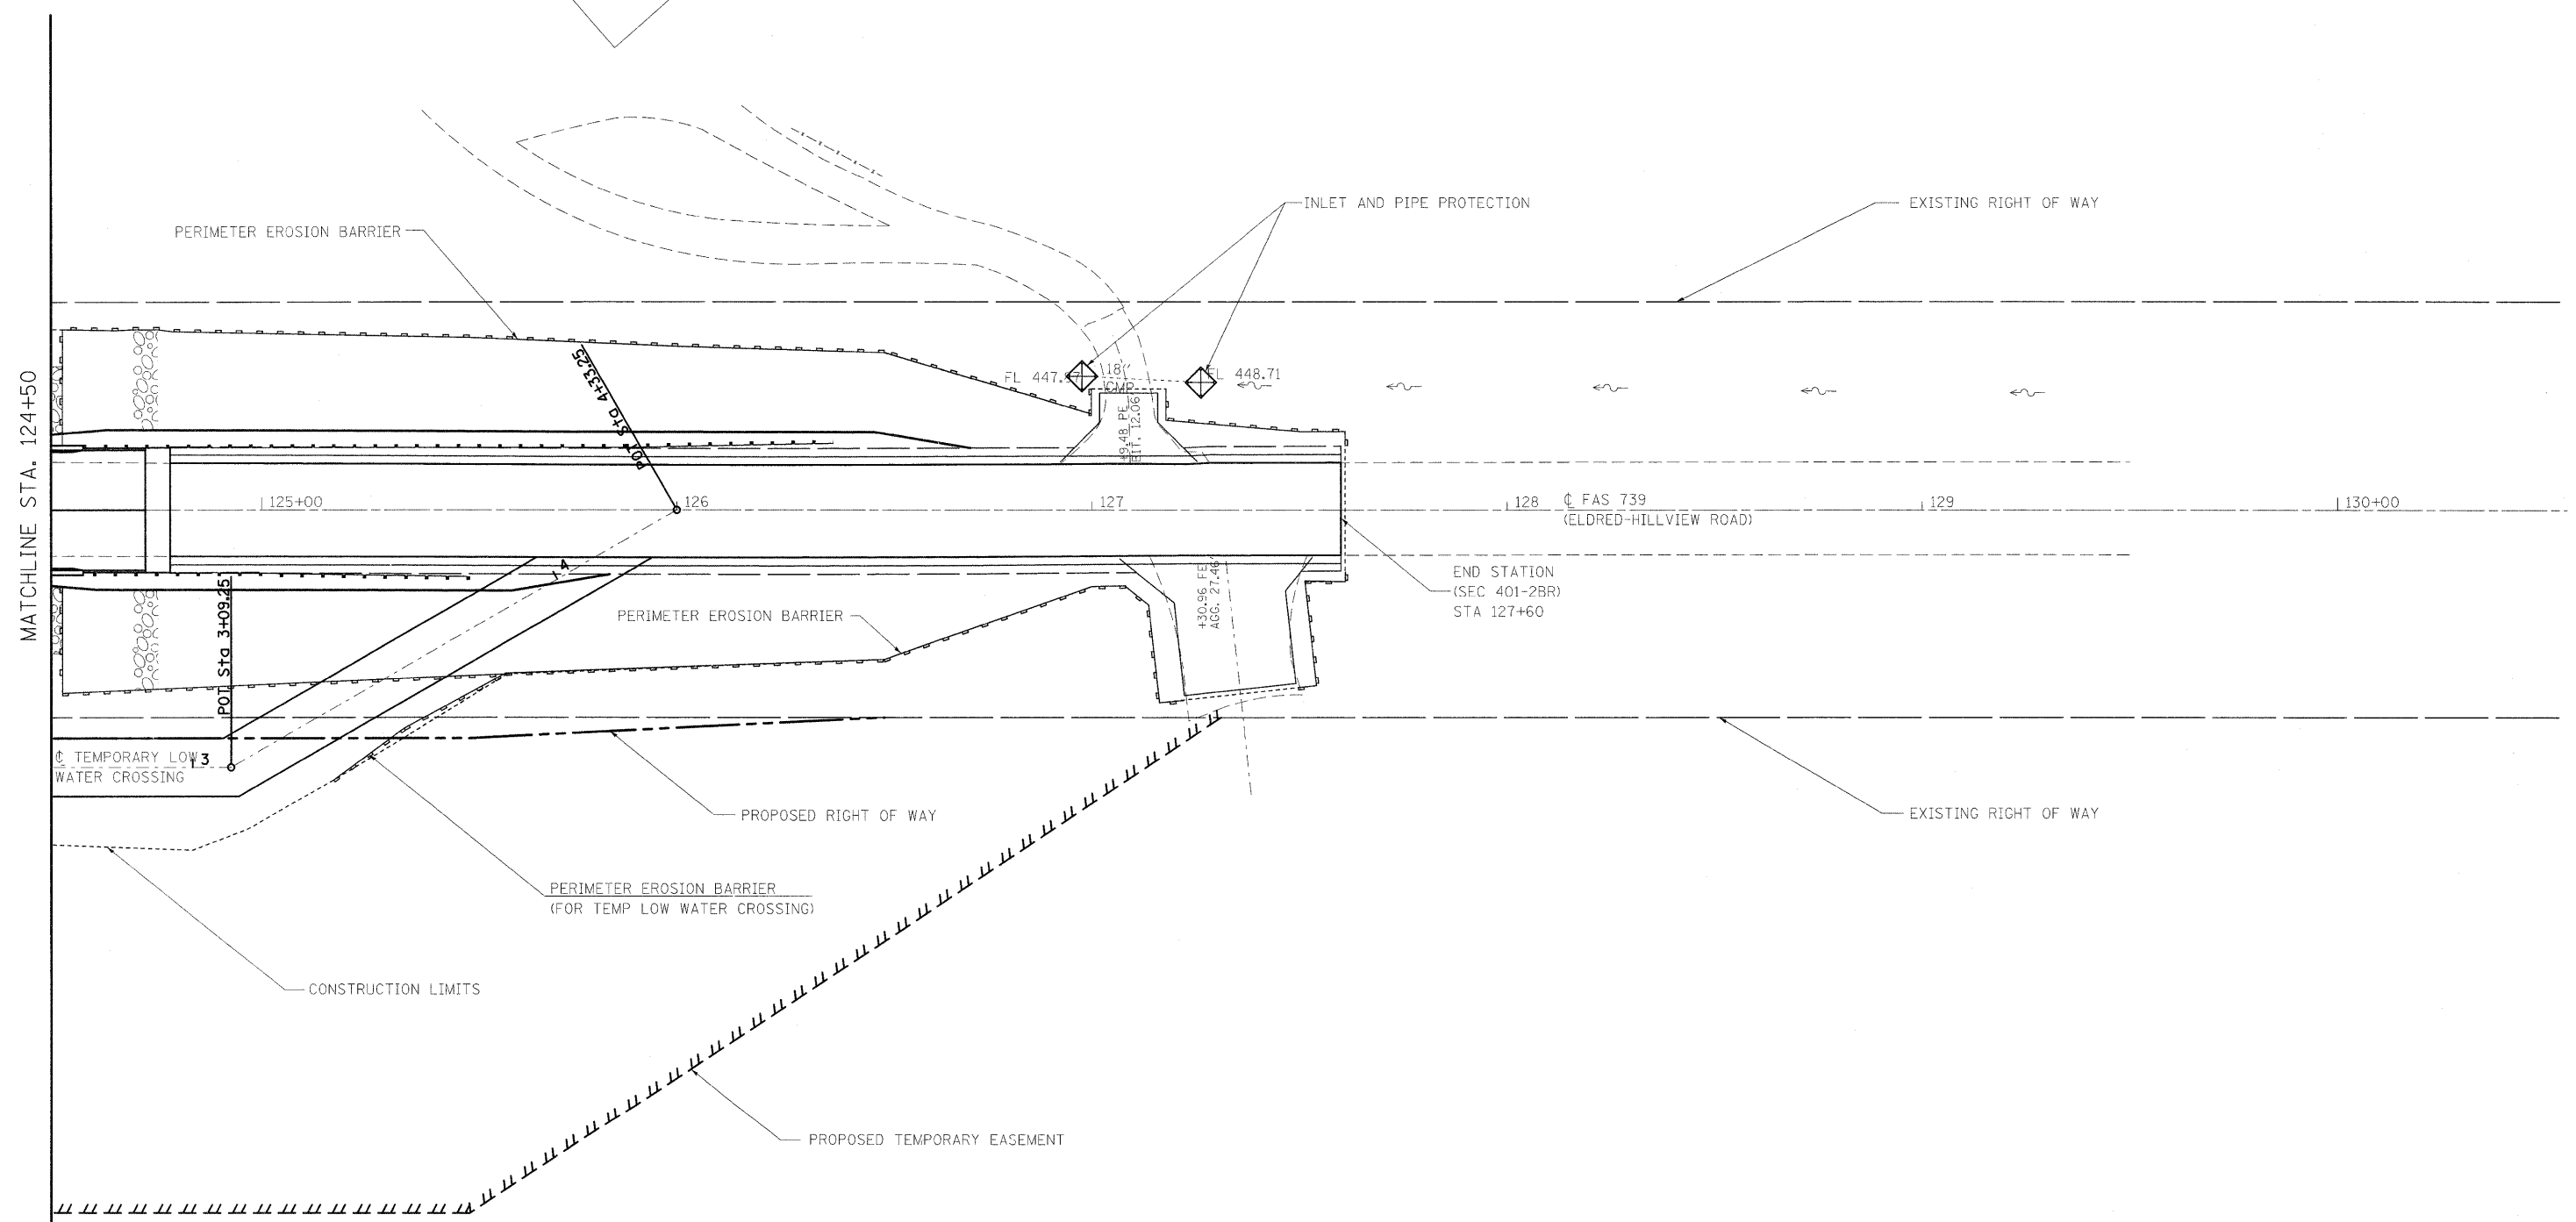 INLET AND PIPE PROTECTION
EXISTING RIGHT OF WAY
PERIMETER EROSION BARRIER
POT Sta 4+33.25
18"
CMP
FL 448.71
+9.48 PE
BIT. 12.06'
MATCHLINE STA. 124+50
125+00
126
127
128
℄ FAS 739
(ELDRED-HILLVIEW ROAD)
129
130+00
14
POT Sta 3+09.25
END STATION
(SEC 401-2BR)
STA 127+60
+30.96 FE
AGG. 27.46'
PERIMETER EROSION BARRIER
℄ TEMPORARY LOW
WATER CROSSING
13
PROPOSED RIGHT OF WAY
EXISTING RIGHT OF WAY
PERIMETER EROSION BARRIER
(FOR TEMP LOW WATER CROSSING)
CONSTRUCTION LIMITS
PROPOSED TEMPORARY EASEMENT